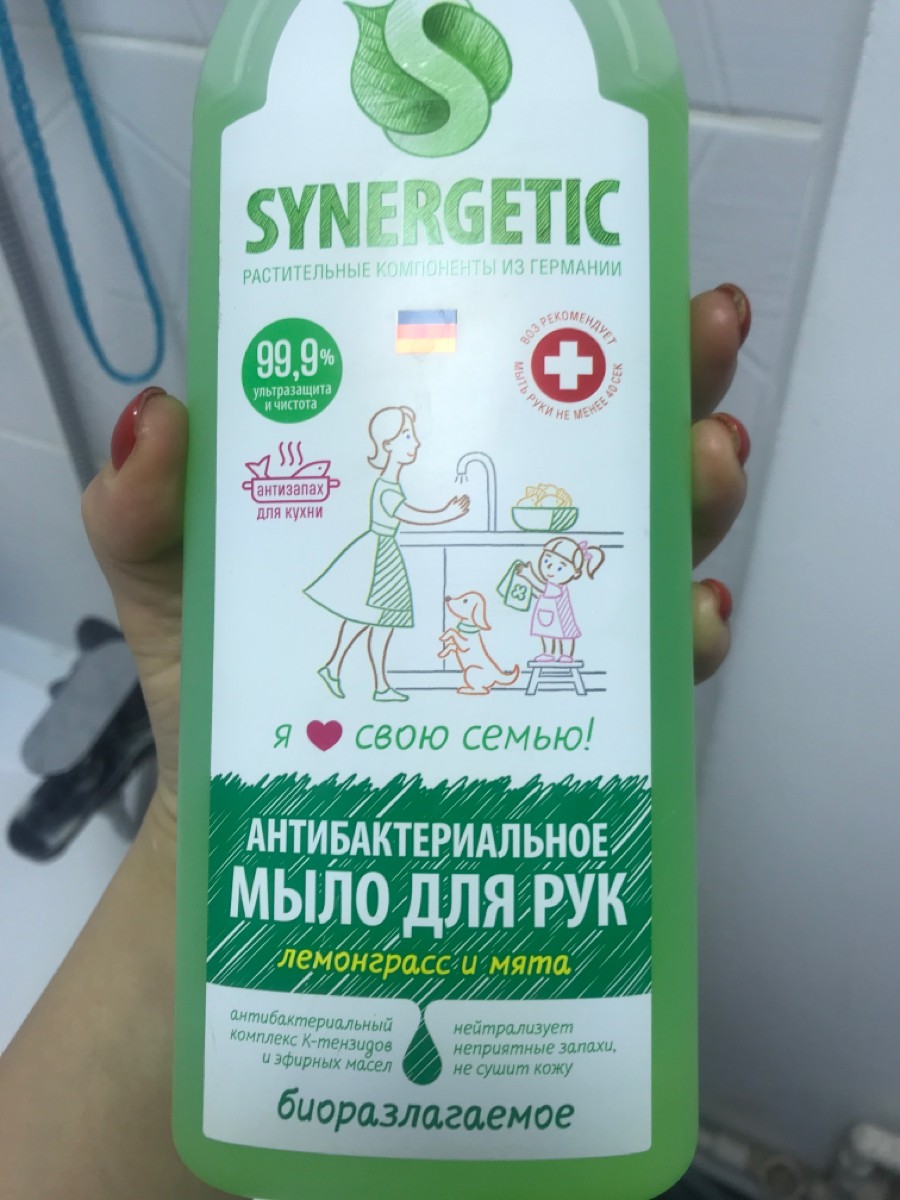 SYNERGETIC
РАСТИТЕЛЬНЫЕ КОМПОНЕНТЫ ИЗ ГЕРМАНИИ
99,9%
ультразащита
и чистота
ВОЗ РЕКОМЕНДУЕТ
МЫТЬ РУКИ НЕ МЕНЕЕ 40 СЕК
антизапах
для кухни
я свою семью!
АНТИБАКТЕРИАЛЬНОЕ
МЫЛО ДЛЯ РУК
лемонграсс и мята
антибактериальный
комплекс К-тензидов
и эфирных масел
нейтрализует
неприятные запахи,
не сушит кожу
биоразлагаемое